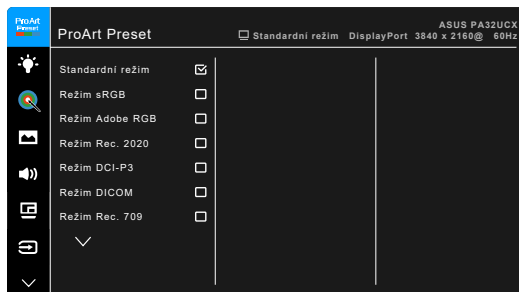 ProArt
Preset
ProArt Preset
ASUS PA32UCX
Standardní režim DisplayPort 3840 x 2160@ 60Hz
Standardní režim
Režim sRGB
Režim Adobe RGB
Režim Rec. 2020
Režim DCI-P3
Režim DICOM
Režim Rec. 709